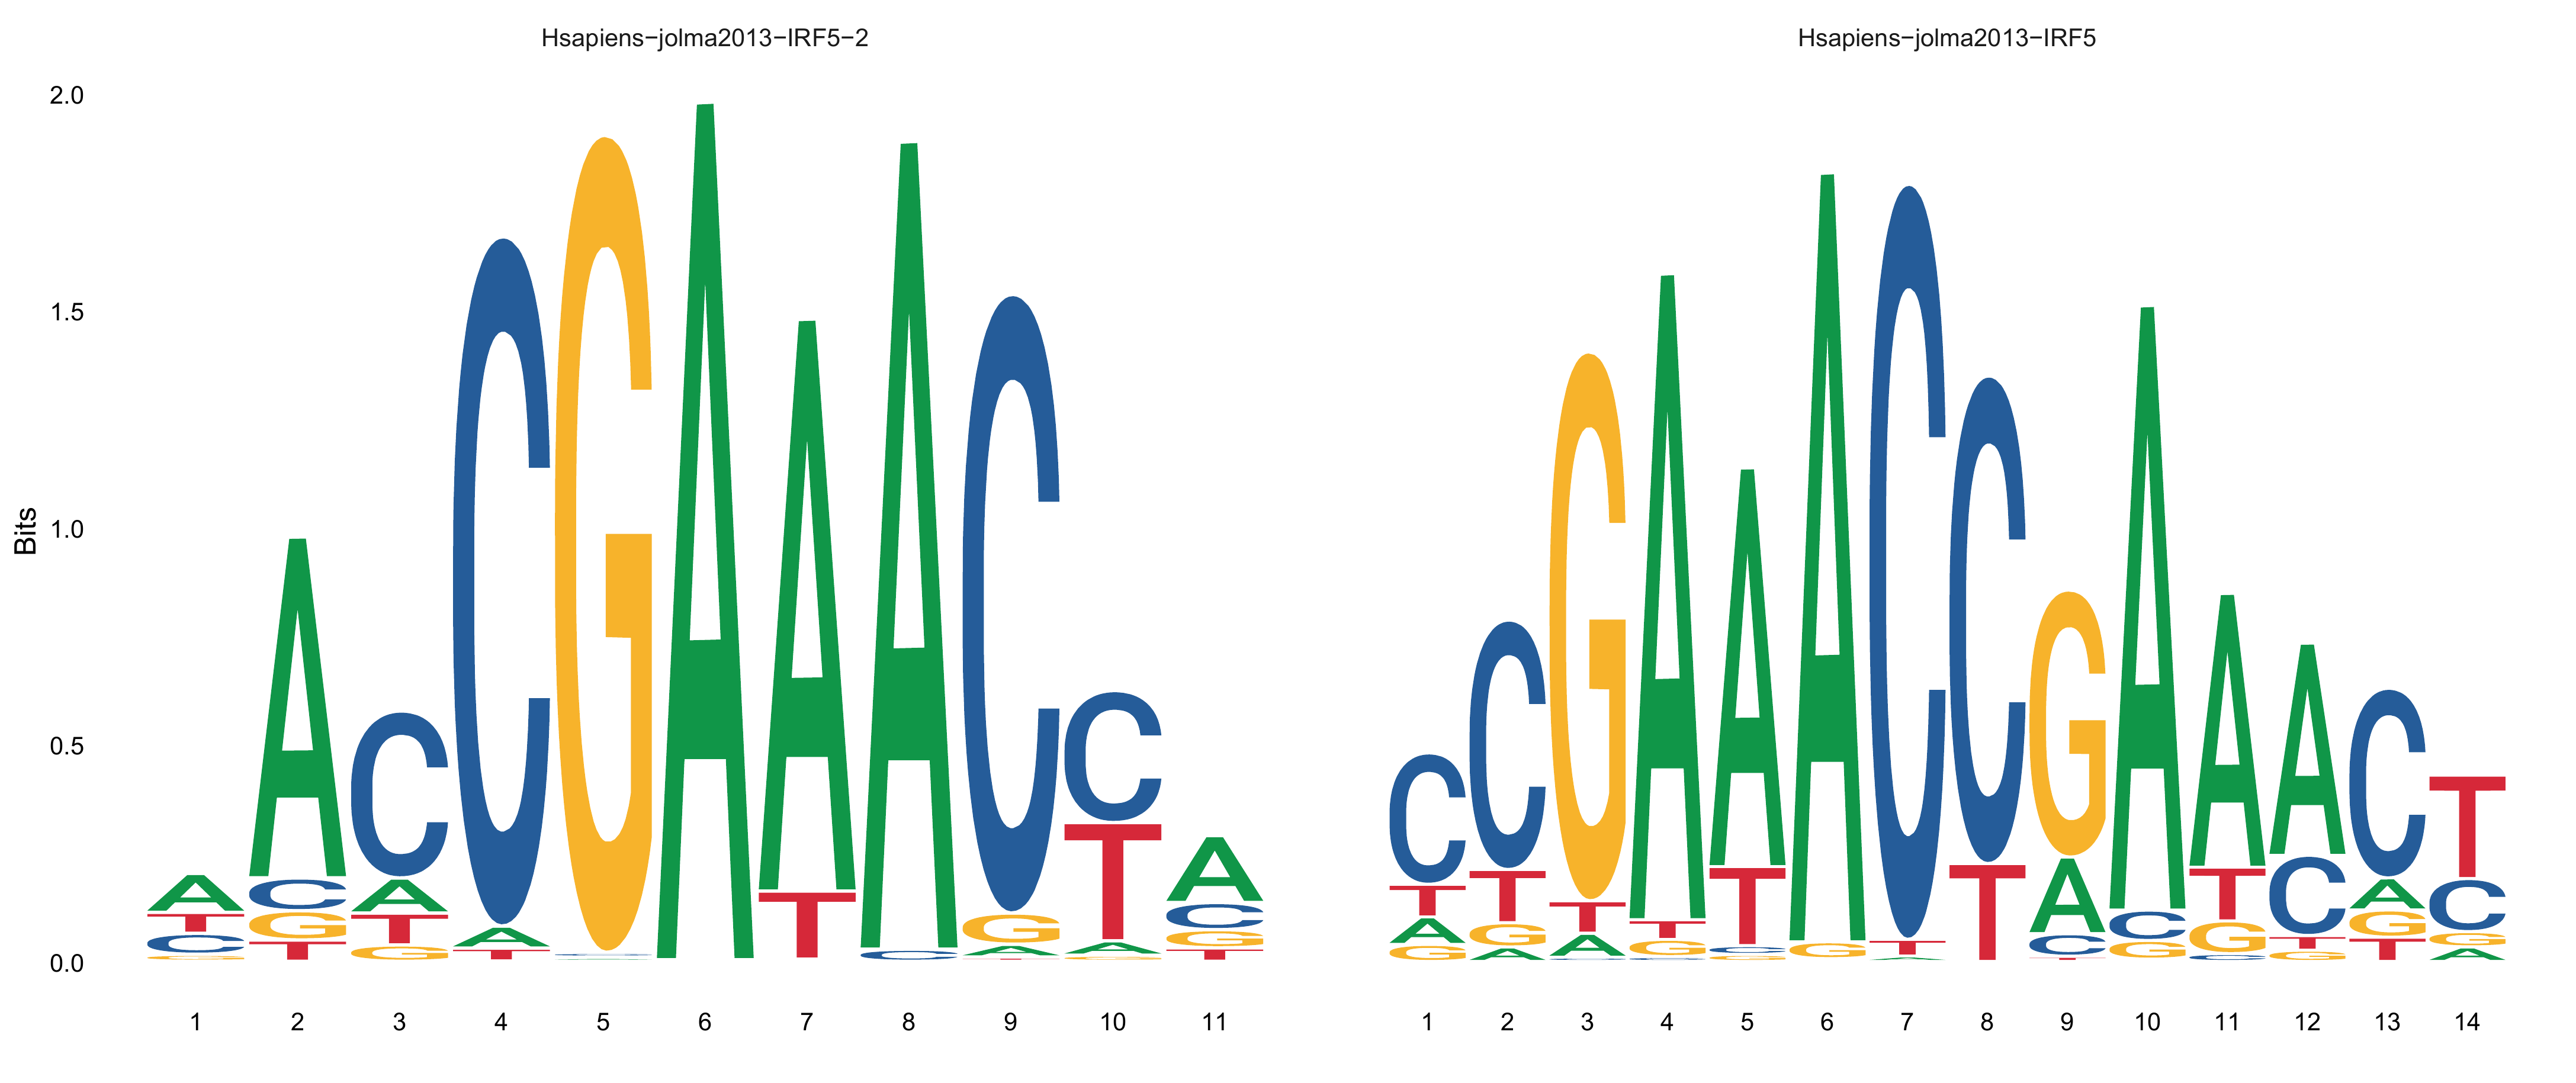 Hsapiens−jolma2013−IRF5−2
Hsapiens−jolma2013−IRF5
2.0
1.5
1.0
0.5
0.0
Bits
A A C C G A A A C C A
C C G A A A C C G A A A C T
T C G
C G T
A T G
A T
C
T
C
G A T
T A G
C G T
T A G
T G A
T A C
T G C
T C G
G
T A
T
A C T
C G
T G C
C T G
A G T
C G A
1 2 3 4 5 6 7 8 9 10 11
1 2 3 4 5 6 7 8 9 10 11 12 13 14